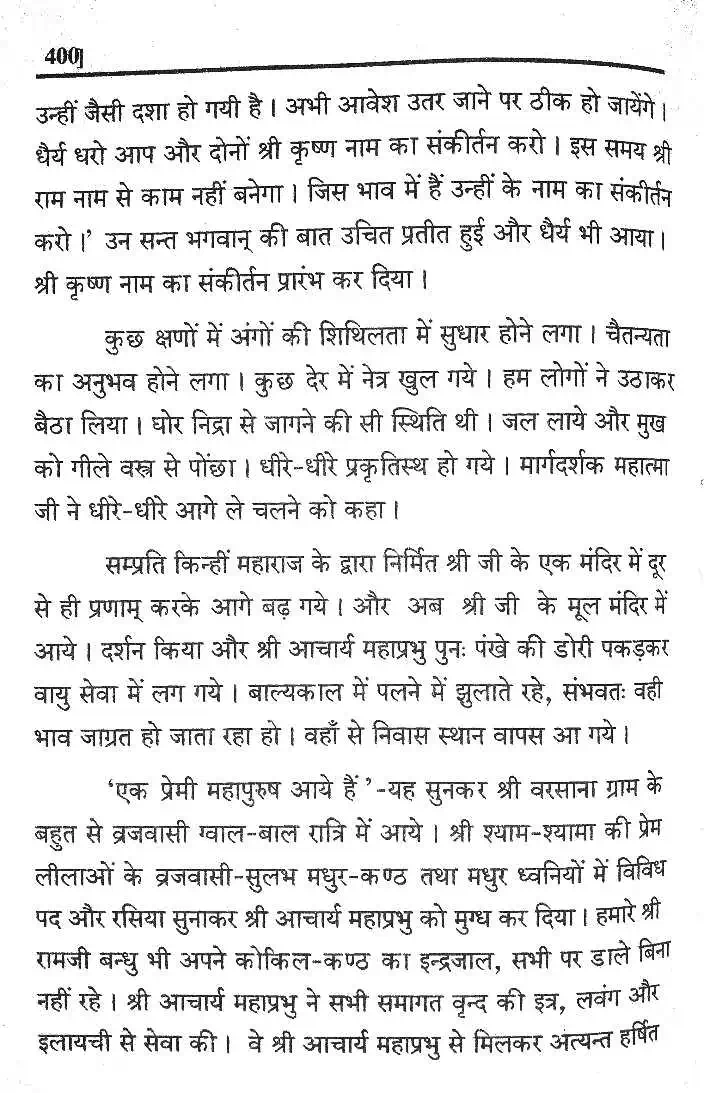 400]
उन्हीं जैसी दशा हो गयी है । अभी आवेश उतर जाने पर ठीक हो जायेंगे ।
धैर्य धरो आप और दोनों श्री कृष्ण नाम का संकीर्तन करो । इस समय श्री
राम नाम से काम नहीं बनेगा । जिस भाव में हैं उन्हीं के नाम का संकीर्तन
करो ।’ उन सन्त भगवान् की बात उचित प्रतीत हुई और धैर्य भी आया ।
श्री कृष्ण नाम का संकीर्तन प्रारंभ कर दिया ।
कुछ क्षणों में अंगों की शिथिलता में सुधार होने लगा । चैतन्यता
का अनुभव होने लगा । कुछ देर में नेत्र खुल गये । हम लोगों ने उठाकर
बैठा लिया । घोर निद्रा से जागने की सी स्थिति थी । जल लाये और मुख
को गीले वस्त्र से पोंछा । धीरे-धीरे प्रकृतिस्थ हो गये । मार्गदर्शक महात्मा
जी ने धीरे-धीरे आगे ले चलने को कहा ।
सम्प्रति किन्हीं महाराज के द्वारा निर्मित श्री जी के एक मंदिर में दूर
से ही प्रणाम् करके आगे बढ़ गये । और अब श्री जी के मूल मंदिर में
आये । दर्शन किया और श्री आचार्य महाप्रभु पुनः पंखे की डोरी पकड़कर
वायु सेवा में लग गये । बाल्यकाल में पलने में झुलाते रहे, संभवतः वही
भाव जाग्रत हो जाता रहा हो । वहाँ से निवास स्थान वापस आ गये ।
‘एक प्रेमी महापुरुष आये हैं ’-यह सुनकर श्री वरसाना ग्राम के
बहुत से व्रजवासी ग्वाल-बाल रात्रि में आये । श्री श्याम-श्यामा की प्रेम
लीलाओं के व्रजवासी-सुलभ मधुर-कण्ठ तथा मधुर ध्वनियों में विविध
पद और रसिया सुनाकर श्री आचार्य महाप्रभु को मुग्ध कर दिया । हमारे श्री
रामजी बन्धु भी अपने कोकिल-कण्ठ का इन्द्रजाल, सभी पर डाले बिना
नहीं रहे । श्री आचार्य महाप्रभु ने सभी समागत वृन्द की इत्र, लवंग और
इलायची से सेवा की । वे श्री आचार्य महाप्रभु से मिलकर अत्यन्त हर्षित